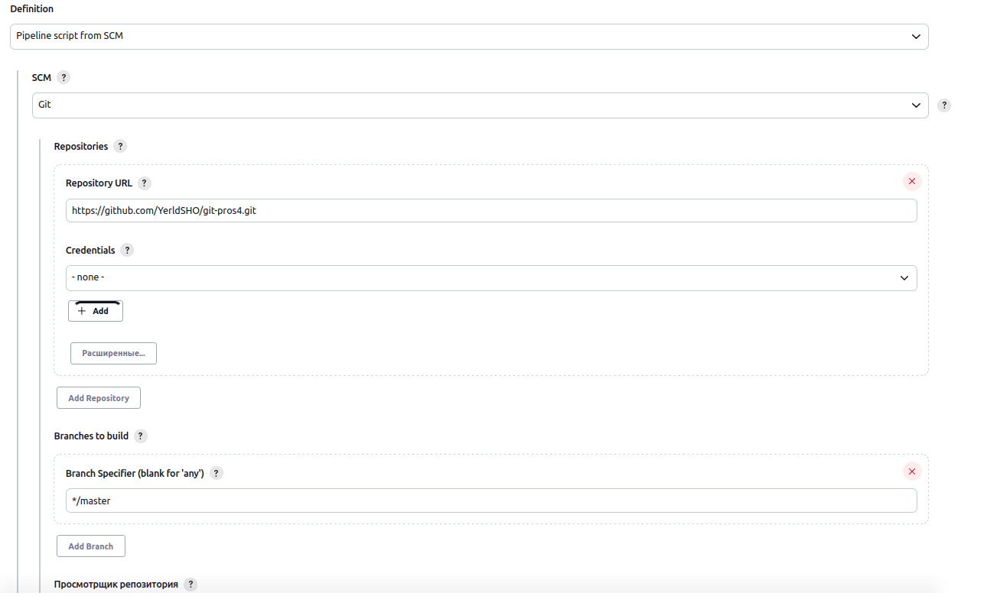 Definition
Pipeline script from SCM
SCM ?
Git
?
Repositories ?
Repository URL ?
https://github.com/YerldSHO/git-pros4.git
Credentials ?
- none -
+ Add
Расширенные...
Add Repository
Branches to build ?
Branch Specifier (blank for 'any') ?
*/master
Add Branch
Просмотрщик репозитория ?